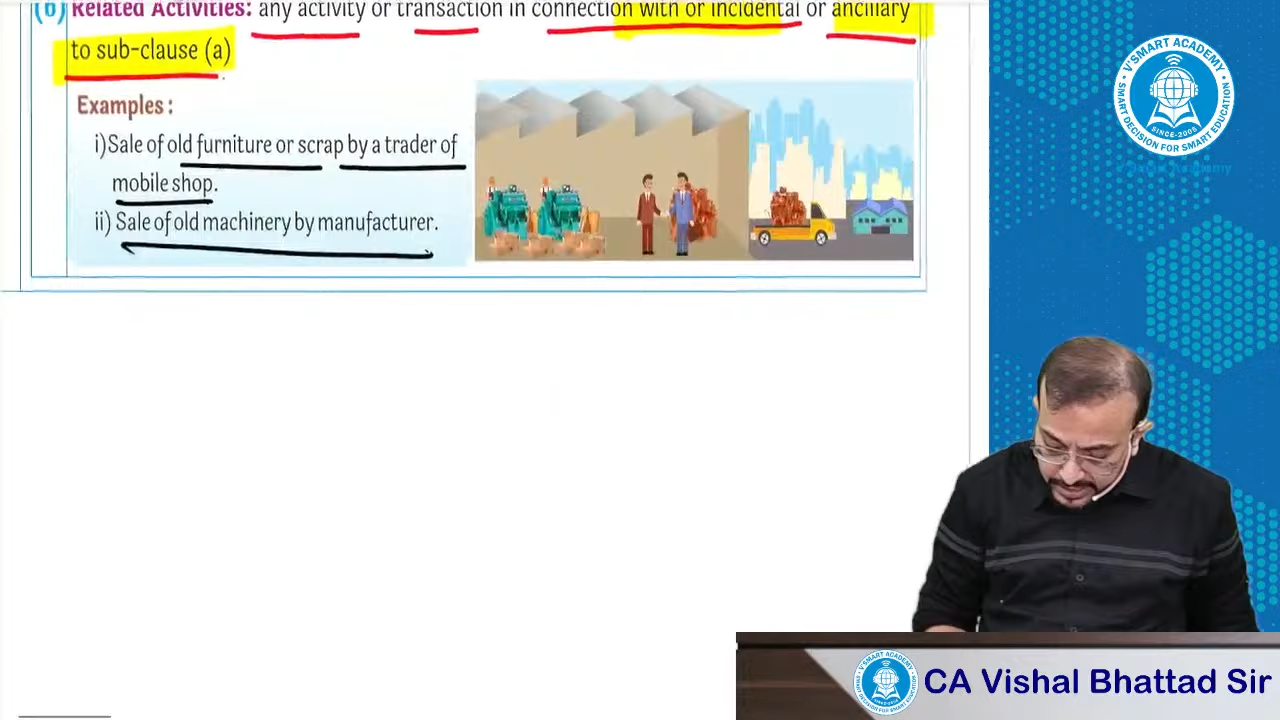 (b) Related Activities: any activity or transaction in connection with or incidental or ancillary
to sub-clause (a)
Examples :
i)Sale of old furniture or scrap by a trader of
mobile shop.
ii) Sale of old machinery by manufacturer.
V'SMART ACADEMY
SMART DECISION FOR SMART EDUCATION
SINCE-2006
CA Vishal Bhattad Sir